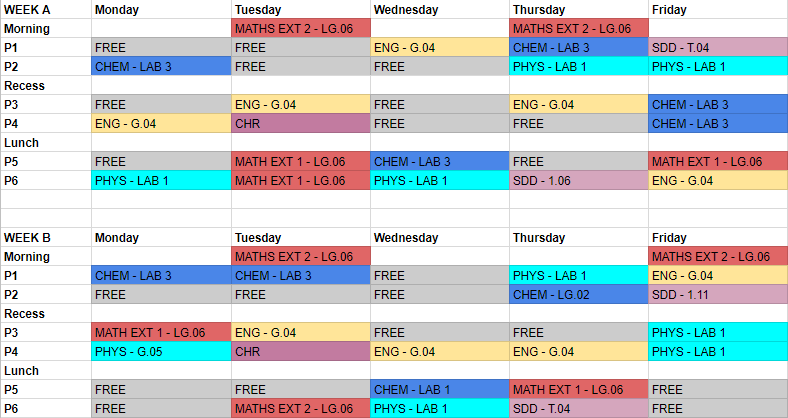 WEEK A Monday Tuesday Wednesday Thursday Friday
Morning MATHS EXT 2 - LG.06 MATHS EXT 2 - LG.06
P1 FREE FREE ENG - G.04 CHEM - LAB 3 SDD - T.04
P2 CHEM - LAB 3 FREE FREE PHYS - LAB 1 PHYS - LAB 1
Recess
P3 FREE ENG - G.04 FREE ENG - G.04 CHEM - LAB 3
P4 ENG - G.04 CHR FREE FREE CHEM - LAB 3
Lunch
P5 FREE MATH EXT 1 - LG.06 CHEM - LAB 3 FREE MATH EXT 1 - LG.06
P6 PHYS - LAB 1 MATH EXT 1 - LG.06 PHYS - LAB 1 SDD - 1.06 ENG - G.04
WEEK B Monday Tuesday Wednesday Thursday Friday
Morning MATHS EXT 2 - LG.06 MATHS EXT 2 - LG.06
P1 CHEM - LAB 3 CHEM - LAB 3 FREE PHYS - LAB 1 ENG - G.04
P2 FREE FREE FREE CHEM - LG.02 SDD - 1.11
Recess
P3 MATH EXT 1 - LG.06 ENG - G.04 FREE FREE PHYS - LAB 1
P4 PHYS - G.05 CHR ENG - G.04 ENG - G.04 PHYS - LAB 1
Lunch
P5 FREE FREE CHEM - LAB 1 MATH EXT 1 - LG.06 FREE
P6 FREE MATHS EXT 2 - LG.06 PHYS - LAB 1 SDD - T.04 FREE